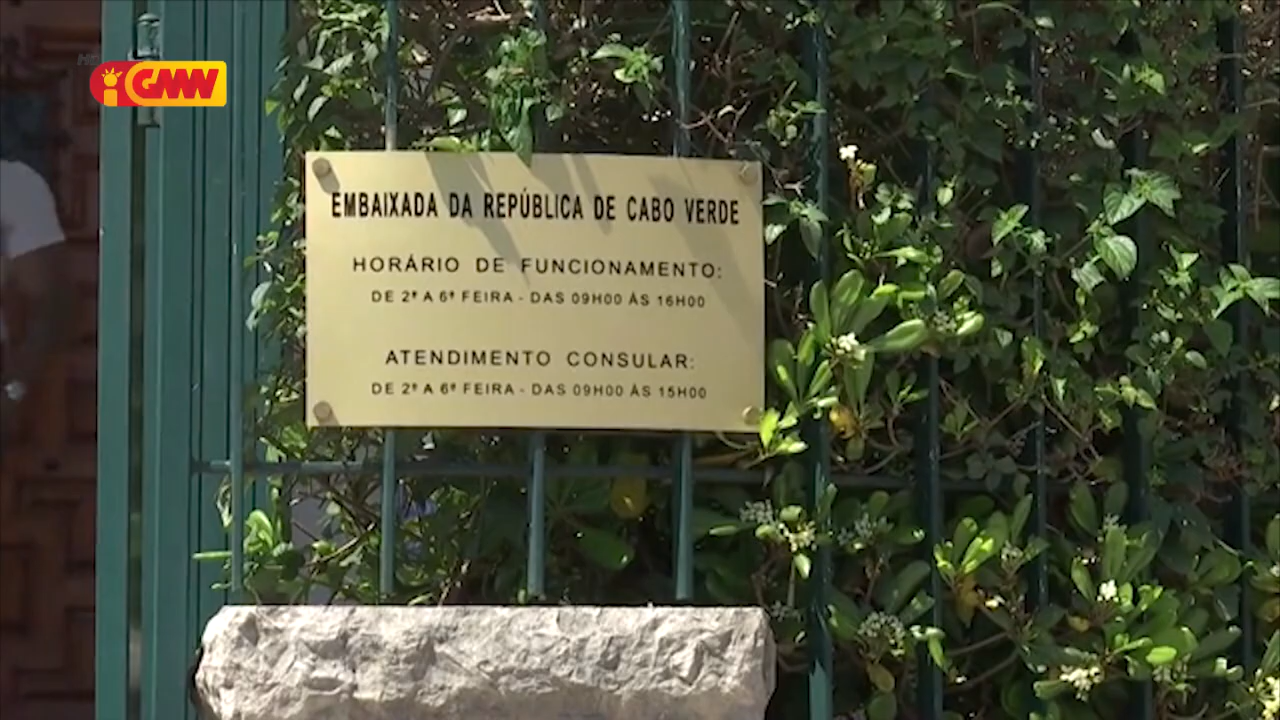 GMW
EMBAIXADA DA REPÚBLICA DE CABO VERDE
HORÁRIO DE FUNCIONAMENTO:
DE 2ª A 6ª FEIRA - DAS 09H00 ÀS 16H00
ATENDIMENTO CONSULAR:
DE 2ª A 6ª FEIRA - DAS 09H00 ÀS 15H00